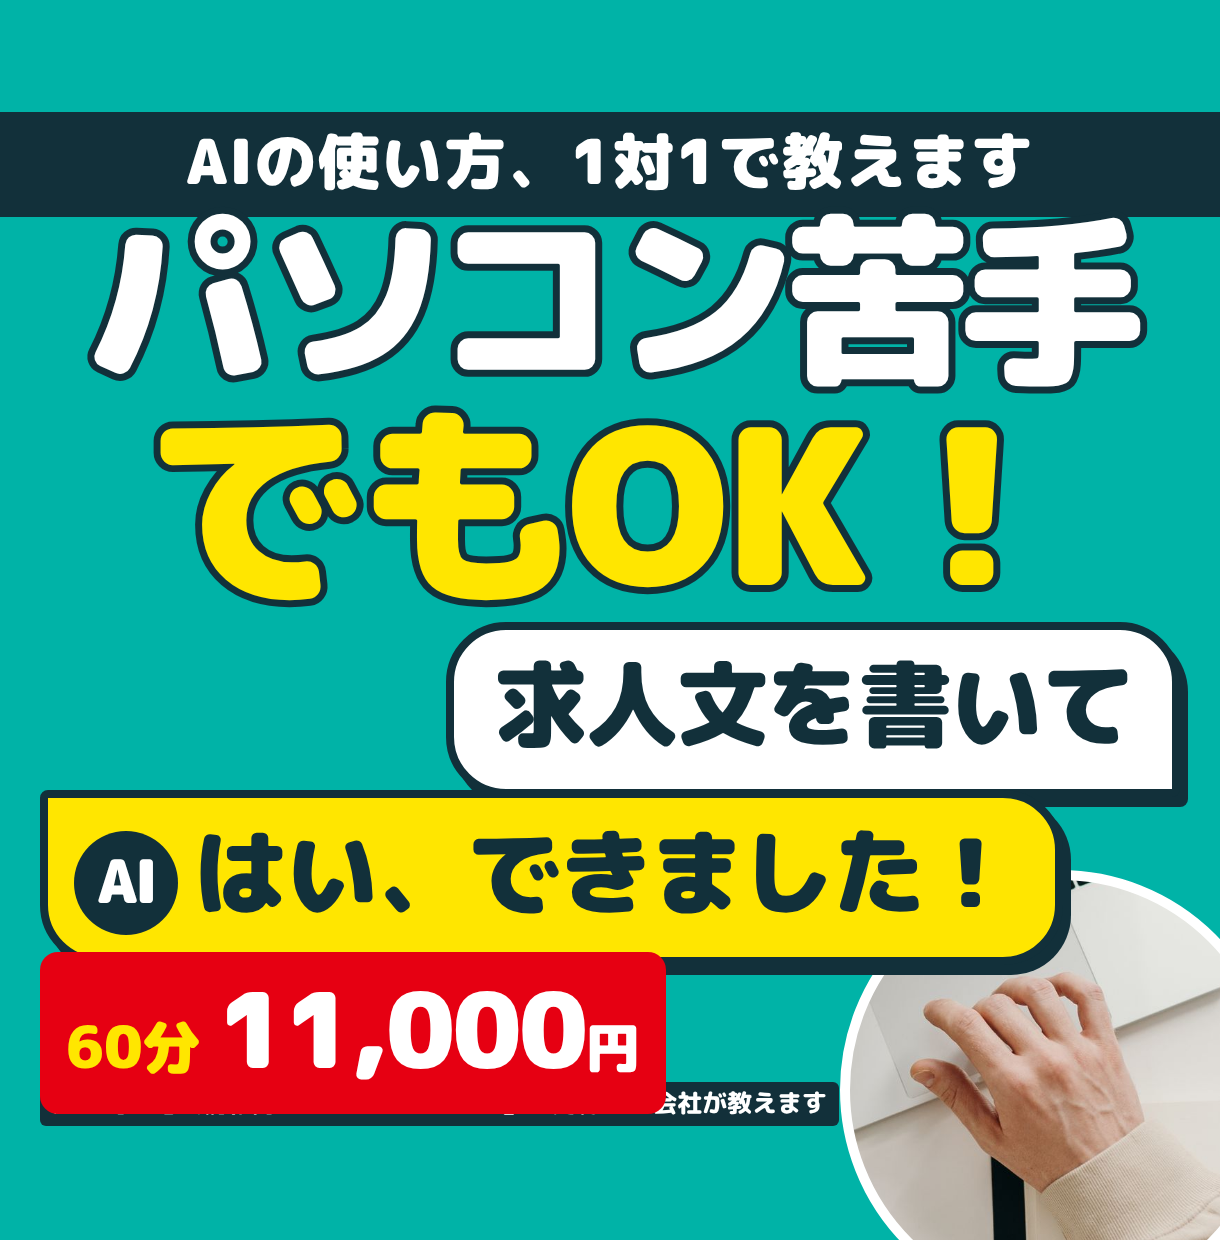 AIの使い方、1対1で教えます
パソコン苦手
でもOK！
求人文を書いて
AI はい、できました！
60分 11,000円
会社が教えます